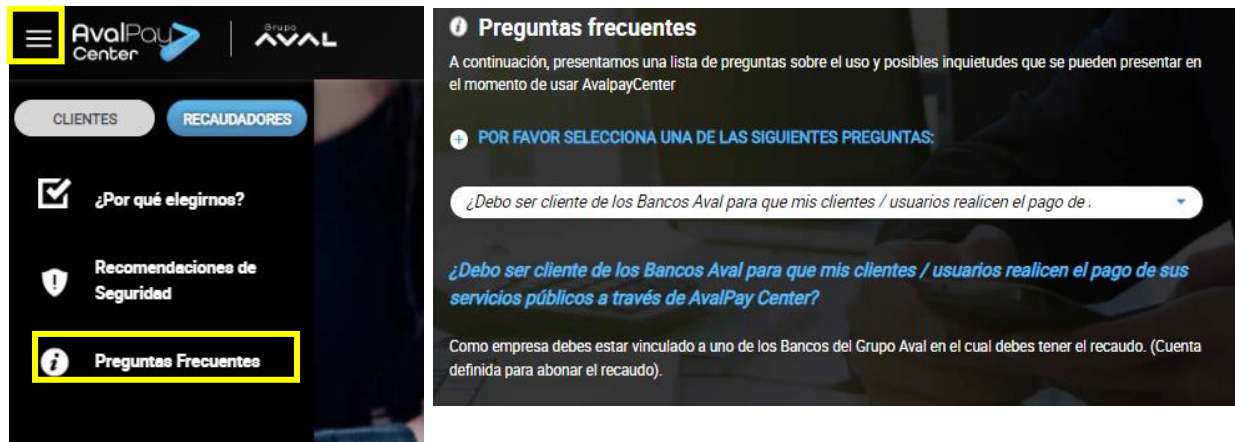 AvalPay
Center
Grupo
AVAL
CLIENTES
RECAUDADORES
¿Por qué elegirnos?
Recomendaciones de
Seguridad
Preguntas Frecuentes
Preguntas frecuentes
A continuación, presentamos una lista de preguntas sobre el uso y posibles inquietudes que se pueden presentar en
el momento de usar AvalpayCenter
POR FAVOR SELECCIONA UNA DE LAS SIGUIENTES PREGUNTAS:
¿Debo ser cliente de los Bancos Aval para que mis clientes / usuarios realicen el pago de :
¿Debo ser cliente de los Bancos Aval para que mis clientes / usuarios realicen el pago de sus
servicios públicos a través de AvalPay Center?
Como empresa debes estar vinculado a uno de los Bancos del Grupo Aval en el cual debes tener el recaudo. (Cuenta
definida para abonar el recaudo).